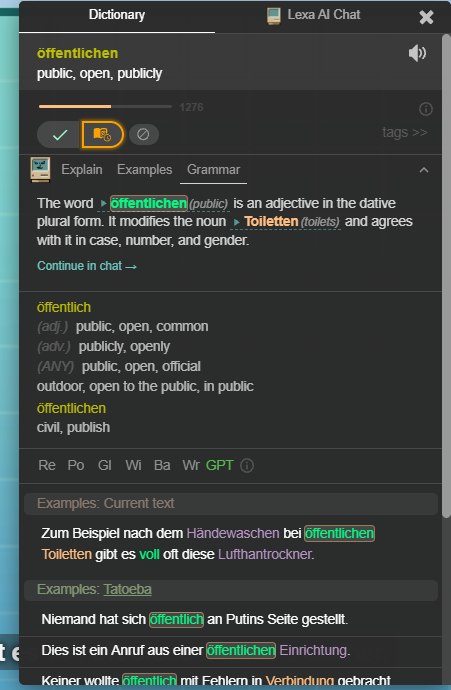 Dictionary
Lexa AI Chat
öffentlichen
public, open, publicly
1276
tags >>
Explain Examples Grammar
The word öffentlichen (public) is an adjective in the dative
plural form. It modifies the noun Toiletten (toilets) and agrees
with it in case, number, and gender.
Continue in chat →
öffentlich
(adj.) public, open, common
(adv.) publicly, openly
(ANY) public, open, official
outdoor, open to the public, in public
öffentlichen
civil, publish
Re Po Gl Wi Ba Wr GPT
Examples: Current text
Zum Beispiel nach dem Händewaschen bei öffentlichen
Toiletten gibt es voll oft diese Lufthantrockner.
Examples: Tatoeba
Niemand hat sich öffentlich an Putins Seite gestellt.
Dies ist ein Anruf aus einer öffentlichen Einrichtung.
Keiner wollte öffentlich mit Fehlern in Verbindung gebracht